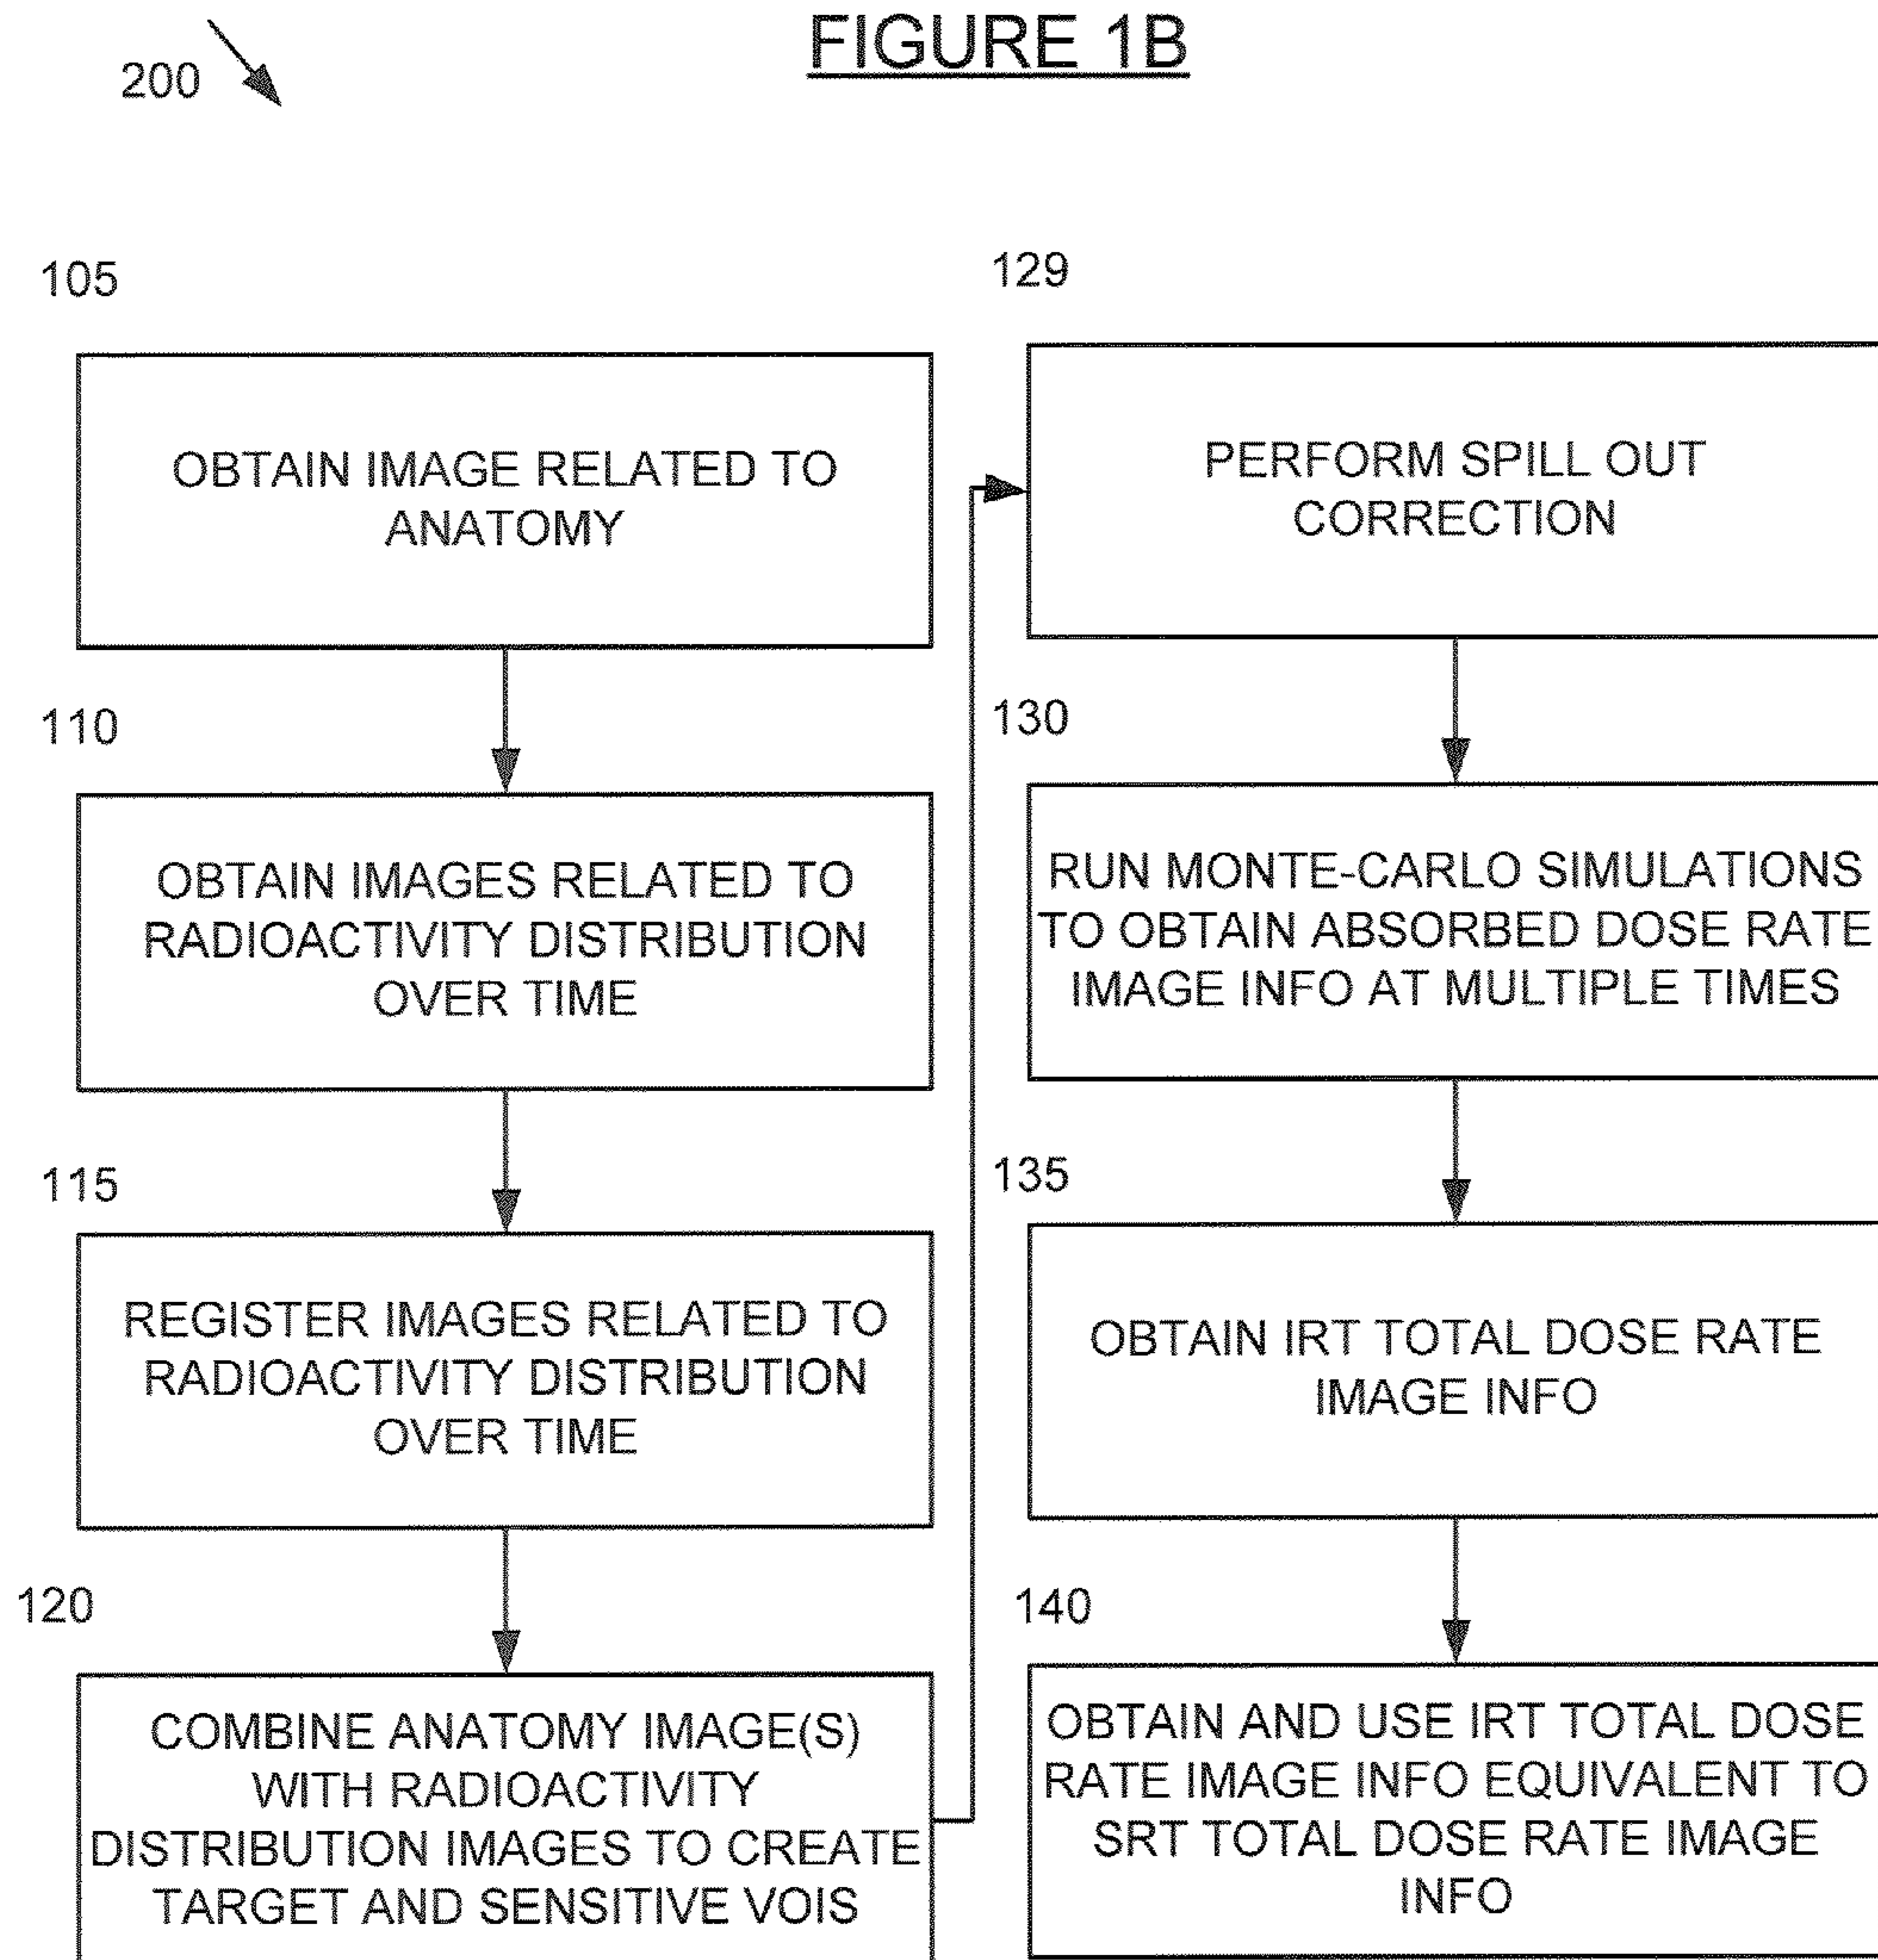 FIGURE 1B
200
105
OBTAIN IMAGE RELATED TO
ANATOMY
110
OBTAIN IMAGES RELATED TO
RADIOACTIVITY DISTRIBUTION
OVER TIME
115
REGISTER IMAGES RELATED TO
RADIOACTIVITY DISTRIBUTION
OVER TIME
120
COMBINE ANATOMY IMAGE(S)
WITH RADIOACTIVITY
DISTRIBUTION IMAGES TO CREATE
TARGET AND SENSITIVE VOIS
129
PERFORM SPILL OUT
CORRECTION
130
RUN MONTE-CARLO SIMULATIONS
TO OBTAIN ABSORBED DOSE RATE
IMAGE INFO AT MULTIPLE TIMES
135
OBTAIN IRT TOTAL DOSE RATE
IMAGE INFO
140
OBTAIN AND USE IRT TOTAL DOSE
RATE IMAGE INFO EQUIVALENT TO
SRT TOTAL DOSE RATE IMAGE
INFO